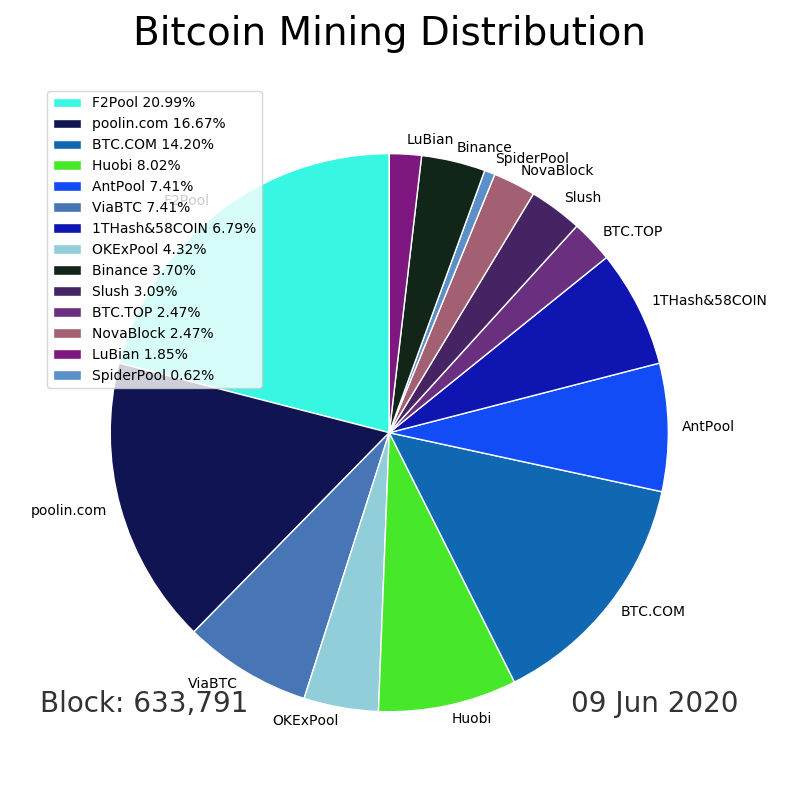 Bitcoin Mining Distribution
F2Pool 20.99%
poolin.com 16.67%
BTC.COM 14.20%
Huobi 8.02%
AntPool 7.41%
ViaBTC 7.41%
1THash&58COIN 6.79%
OKExPool 4.32%
Binance 3.70%
Slush 3.09%
BTC.TOP 2.47%
NovaBlock 2.47%
LuBian 1.85%
SpiderPool 0.62%
F2Pool
LuBian
Binance
SpiderPool
NovaBlock
Slush
BTC.TOP
1THash&58COIN
AntPool
BTC.COM
Huobi
OKExPool
ViaBTC
poolin.com
Block: 633,791
09 Jun 2020